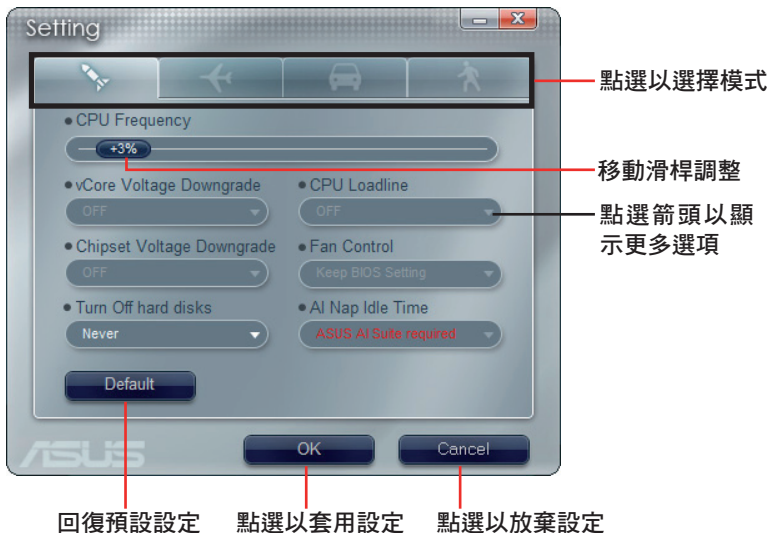 Setting
點選以選擇模式
CPU Frequency
+3%
移動滑桿調整
vCore Voltage Downgrade
CPU Loadline
OFF
OFF
點選箭頭以顯
示更多選項
Chipset Voltage Downgrade
Fan Control
OFF
Keep BIOS Setting
Turn Off hard disks
AI Nap Idle Time
Never
ASUS AI Suite required
Default
ASUS
OK
Cancel
回復預設設定
點選以套用設定
點選以放棄設定